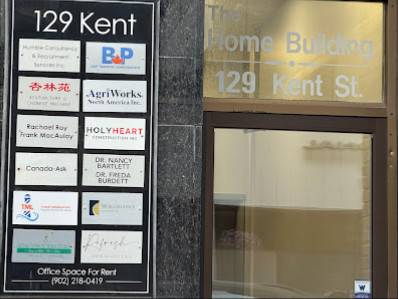 129 Kent
Humble Consultancy
& Recruitment
Services Inc.
B&P
杏林苑
AgriWorks
North America Inc.
Rachael Roy
Frank MacAulay
HOLYHEART
CONSTRUCTION INC
Canada-Ask
DR. NANCY
BARTLETT
DR. FREDA
BURDETT
TML
Refresh
Office Space For Rent
(902) 218-0419
The
Home Building
129 Kent St.
W